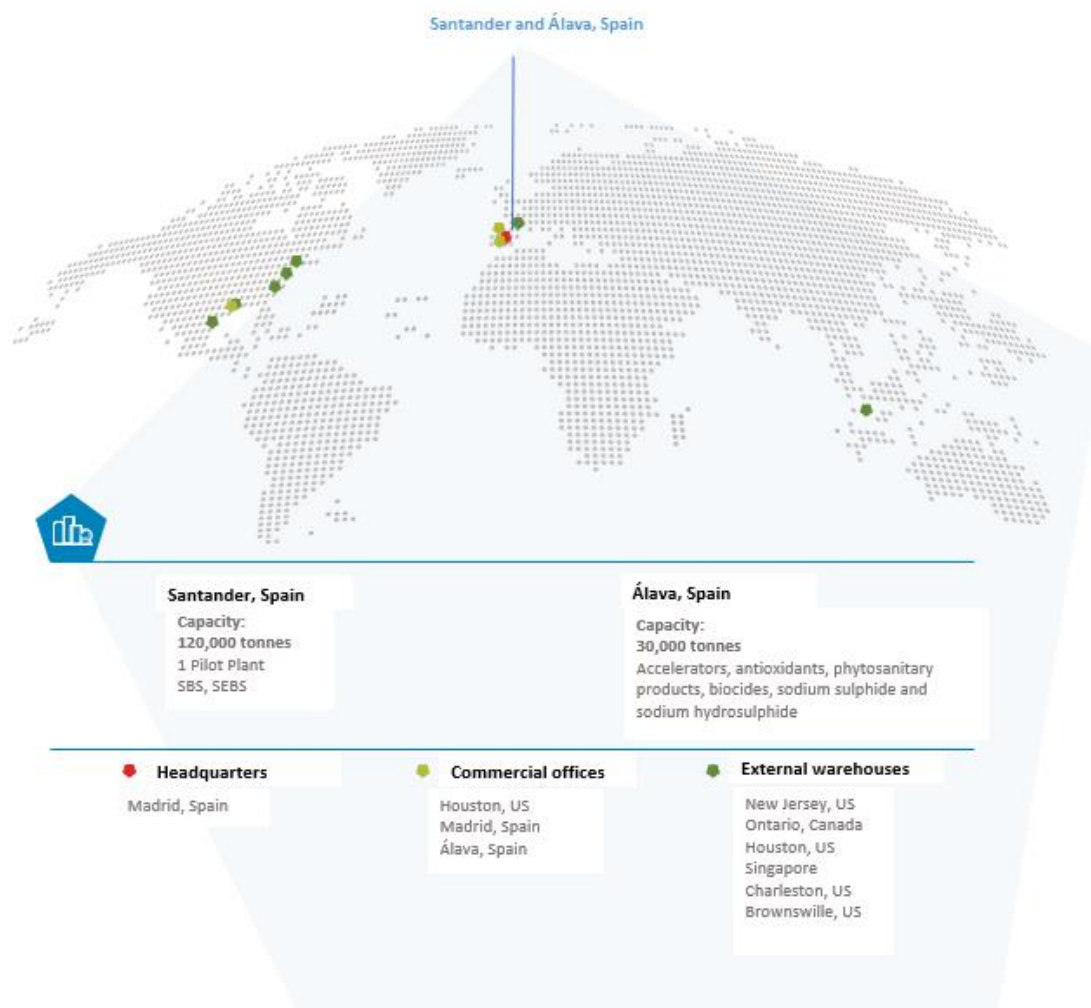 Santander and Álava, Spain
Santander, Spain
Capacity:
120,000 tonnes
1 Pilot Plant
SBS, SEBS
Álava, Spain
Capacity:
30,000 tonnes
Accelerators, antioxidants, phytosanitary
products, biocides, sodium sulphide and
sodium hydrosulphide
Headquarters
Madrid, Spain
Commercial offices
Houston, US
Madrid, Spain
Álava, Spain
External warehouses
New Jersey, US
Ontario, Canada
Houston, US
Singapore
Charleston, US
Brownswille, US